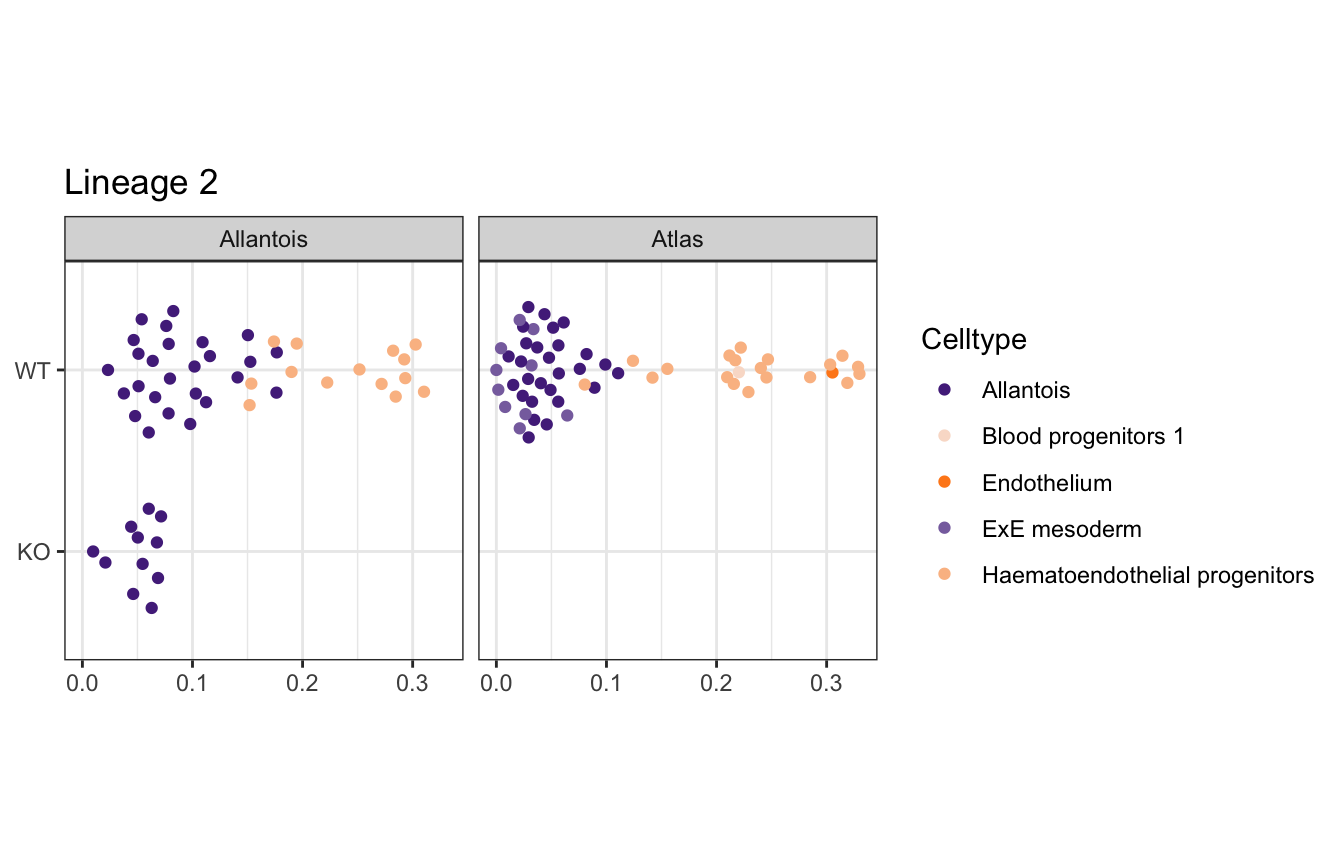 Lineage 2
Allantois
Atlas
WT
KO
0.0 0.1 0.2 0.3
0.0 0.1 0.2 0.3
Celltype
Allantois
Blood progenitors 1
Endothelium
ExE mesoderm
Haematoendothelial progenitors